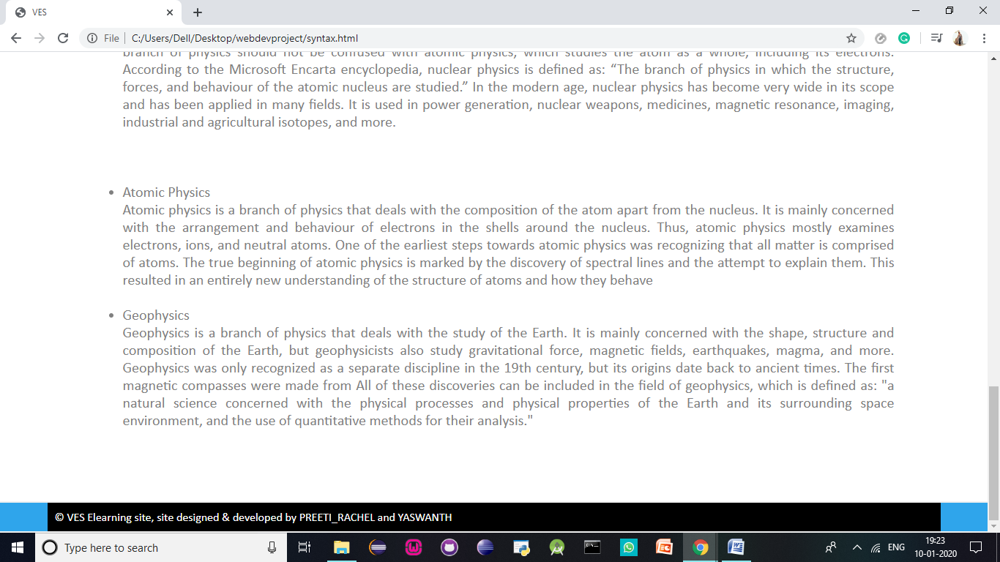 VES
File
C:/Users/Dell/Desktop/webdevproject/syntax.html
branch of physics should not be confused with atomic physics, which studies the atom as a whole, including its electrons.
According to the Microsoft Encarta encyclopedia, nuclear physics is defined as: “The branch of physics in which the structure,
forces, and behaviour of the atomic nucleus are studied.” In the modern age, nuclear physics has become very wide in its scope
and has been applied in many fields. It is used in power generation, nuclear weapons, medicines, magnetic resonance, imaging,
industrial and agricultural isotopes, and more.
• Atomic Physics
Atomic physics is a branch of physics that deals with the composition of the atom apart from the nucleus. It is mainly concerned
with the arrangement and behaviour of electrons in the shells around the nucleus. Thus, atomic physics mostly examines
electrons, ions, and neutral atoms. One of the earliest steps towards atomic physics was recognizing that all matter is comprised
of atoms. The true beginning of atomic physics is marked by the discovery of spectral lines and the attempt to explain them. This
resulted in an entirely new understanding of the structure of atoms and how they behave
• Geophysics
Geophysics is a branch of physics that deals with the study of the Earth. It is mainly concerned with the shape, structure and
composition of the Earth, but geophysicists also study gravitational force, magnetic fields, earthquakes, magma, and more.
Geophysics was only recognized as a separate discipline in the 19th century, but its origins date back to ancient times. The first
magnetic compasses were made from All of these discoveries can be included in the field of geophysics, which is defined as: "a
natural science concerned with the physical processes and physical properties of the Earth and its surrounding space
environment, and the use of quantitative methods for their analysis."
© VES Elearning site, site designed & developed by PREETI_RACHEL and YASWANTH
Type here to search
ENG
19:23
10-01-2020